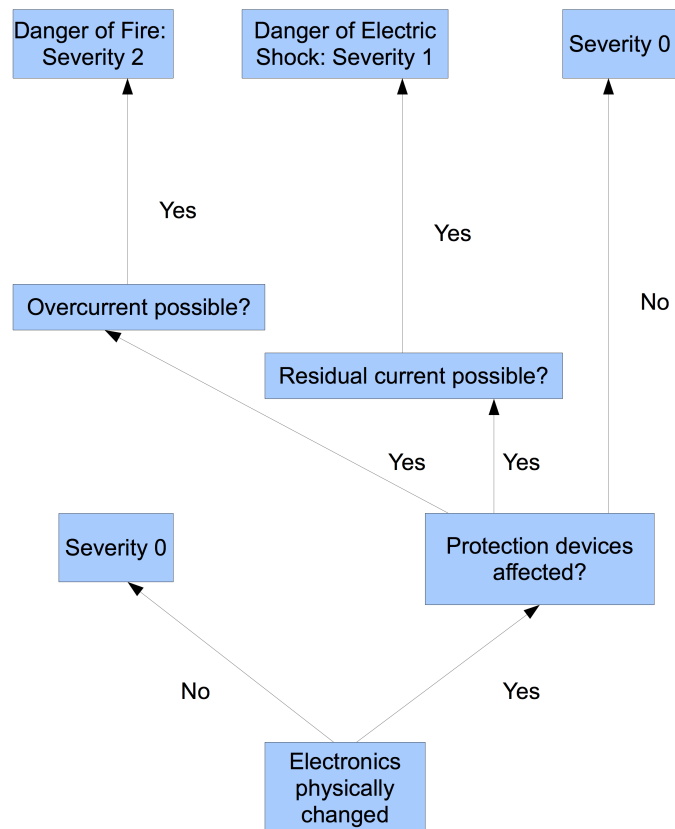 Danger of Fire:
Severity 2
Danger of Electric
Shock: Severity 1
Severity 0
Yes
Yes
Overcurrent possible?
No
Residual current possible?
Yes
Yes
Severity 0
Protection devices
affected?
No
Yes
Electronics
physically
changed